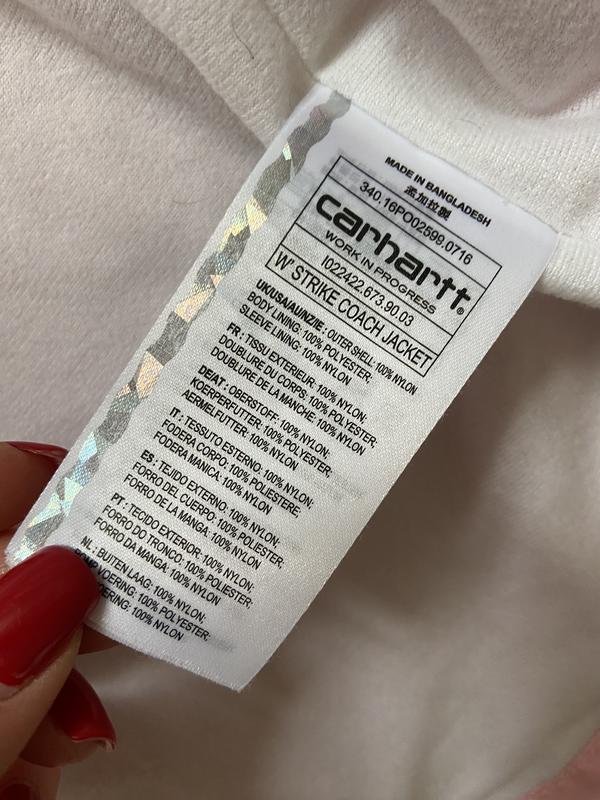 MADE IN BANGLADESH
孟加拉製
340.16PO02599.0716
carhartt®
WORK IN PROGRESS
I022422.673.90.03
W' STRIKE COACH JACKET
UK/USA/AUNZ/IE : OUTER SHELL: 100% NYLON
BODY LINING: 100% POLYESTER;
SLEEVE LINING: 100% NYLON
FR : TISSU EXTERIEUR: 100% NYLON;
DOUBLURE DU CORPS: 100% POLYESTER;
DOUBLURE DE LA MANCHE: 100% NYLON
DE/AT : OBERSTOFF: 100% NYLON;
KOERPERFUTTER: 100% POLYESTER;
AERMELFUTTER: 100% NYLON
IT : TESSUTO ESTERNO: 100% NYLON;
FODERA CORPO: 100% POLIESTERE;
FODERA MANICA: 100% NYLON
ES : TEJIDO EXTERNO: 100% NYLON;
FORRO DEL CUERPO: 100% POLIESTER;
FORRO DE LA MANGA: 100% NYLON
PT : TECIDO EXTERIOR: 100% NYLON;
FORRO DO TRONCO: 100% POLIESTER;
FORRO DA MANGA: 100% NYLON
NL : BUITEN LAAG: 100% NYLON;
VOERING: 100% POLYESTER;
100% NYLON